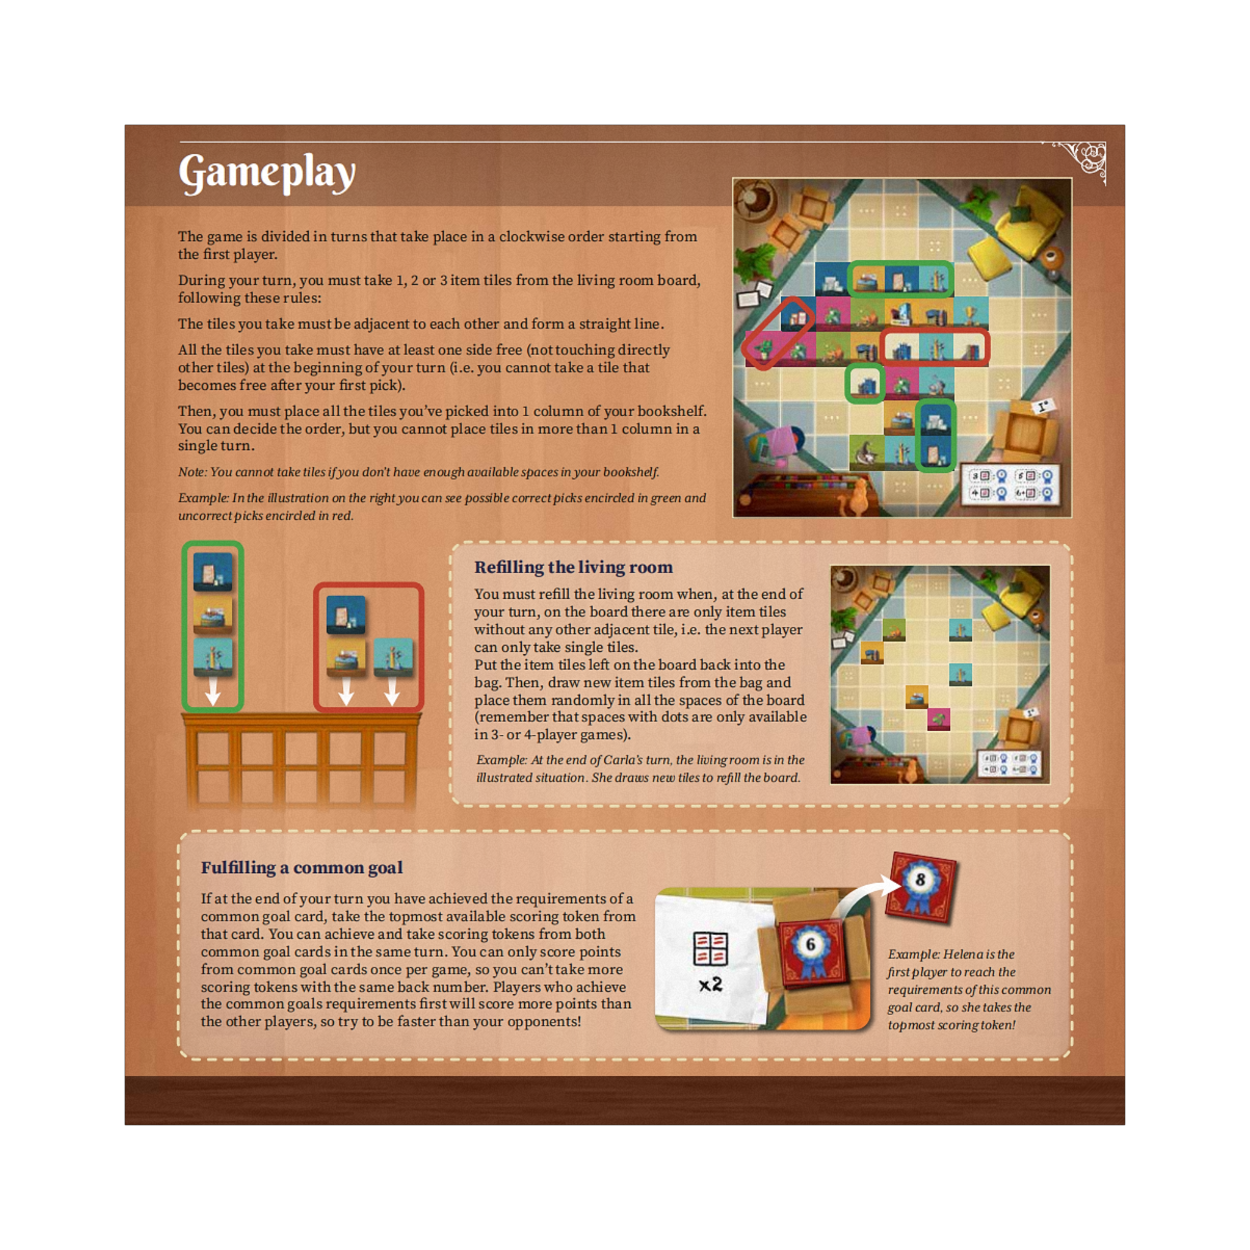 Gameplay
The game is divided in turns that take place in a clockwise order starting from
the first player.
During your turn, you must take 1, 2 or 3 item tiles from the living room board,
following these rules:
The tiles you take must be adjacent to each other and form a straight line.
All the tiles you take must have at least one side free (not touching directly
other tiles) at the beginning of your turn (i.e. you cannot take a tile that
becomes free after your first pick).
Then, you must place all the tiles you've picked into 1 column of your bookshelf.
You can decide the order, but you cannot place tiles in more than 1 column in a
single turn.
Note: You cannot take tiles if you don't have enough available spaces in your bookshelf.
Example: In the illustration on the right you can see possible correct picks encircled in green and
uncorrect picks encircled in red.
Refilling the living room
You must refill the living room when, at the end of
your turn, on the board there are only item tiles
without any other adjacent tile, i.e. the next player
can only take single tiles.
Put the item tiles left on the board back into the
bag. Then, draw new item tiles from the bag and
place them randomly in all the spaces of the board
(remember that spaces with dots are only available
in 3- or 4-player games).
Example: At the end of Carla's turn, the living room is in the
illustrated situation. She draws new tiles to refill the board.
Fulfilling a common goal
If at the end of your turn you have achieved the requirements of a
common goal card, take the topmost available scoring token from
that card. You can achieve and take scoring tokens from both
common goal cards in the same turn. You can only score points
from common goal cards once per game, so you can't take more
scoring tokens with the same back number. Players who achieve
the common goals requirements first will score more points than
the other players, so try to be faster than your opponents!
x2
6
8
Example: Helena is the
first player to reach the
requirements of this common
goal card, so she takes the
topmost scoring token!